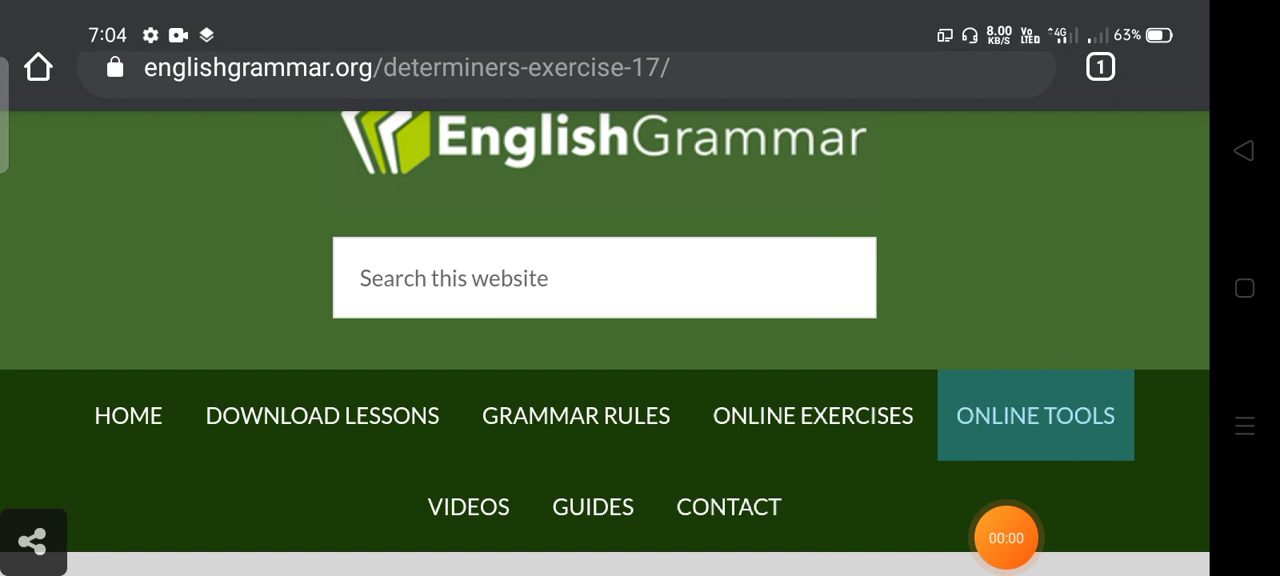 7:04 8.00 KB/S Vo LTE 4G 63%
englishgrammar.org/determiners-exercise-17/ 1
EnglishGrammar
Search this website
HOME DOWNLOAD LESSONS GRAMMAR RULES ONLINE EXERCISES ONLINE TOOLS
VIDEOS GUIDES CONTACT
00:00